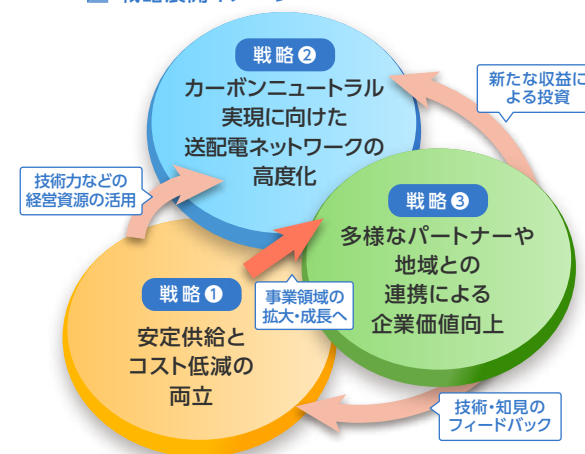 戦略❷
カーボンニュートラル
実現に向けた
送配電ネットワークの
高度化
新たな収益に
よる投資
技術力などの
経営資源の活用
戦略❸
多様なパートナーや
地域との
連携による
企業価値向上
戦略❶
安定供給と
コスト低減の
両立
事業領域の
拡大・成長へ
技術・知見の
フィードバック